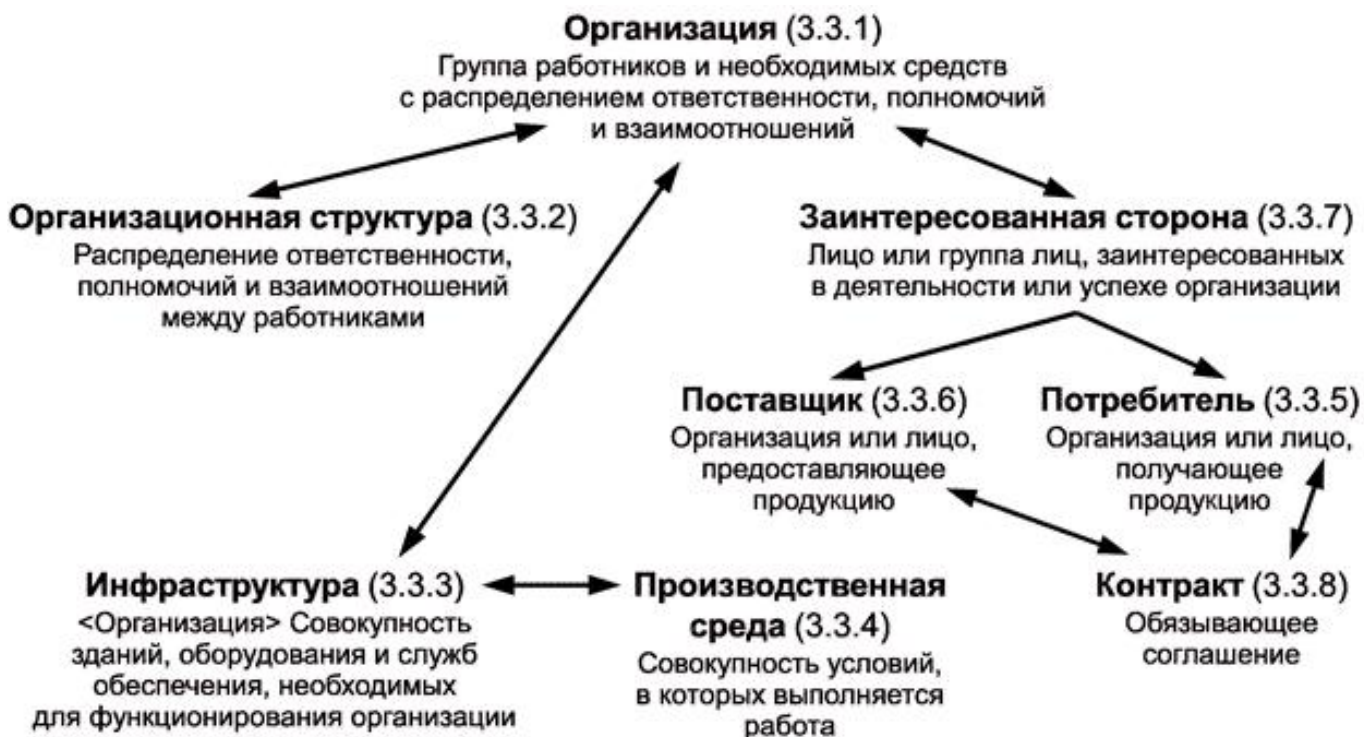 Организация (3.3.1)
Группа работников и необходимых средств
с распределением ответственности, полномочий
и взаимоотношений
Организационная структура (3.3.2)
Распределение ответственности,
полномочий и взаимоотношений
между работниками
Заинтересованная сторона (3.3.7)
Лицо или группа лиц, заинтересованных
в деятельности или успехе организации
Поставщик (3.3.6)
Организация или лицо,
предоставляющее
продукцию
Потребитель (3.3.5)
Организация или лицо,
получающее
продукцию
Инфраструктура (3.3.3)
<Организация> Совокупность
зданий, оборудования и служб
обеспечения, необходимых
для функционирования организации
Производственная
среда (3.3.4)
Совокупность условий,
в которых выполняется
работа
Контракт (3.3.8)
Обязывающее
соглашение